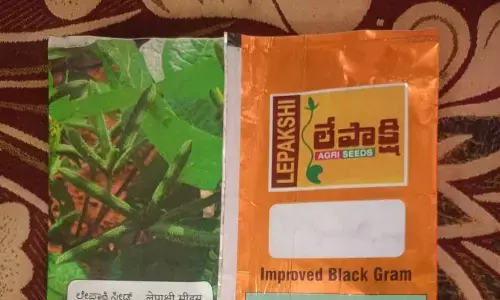 LEPAKSHI
లేపాక్షి
AGRI SEEDS
Improved Black Gram